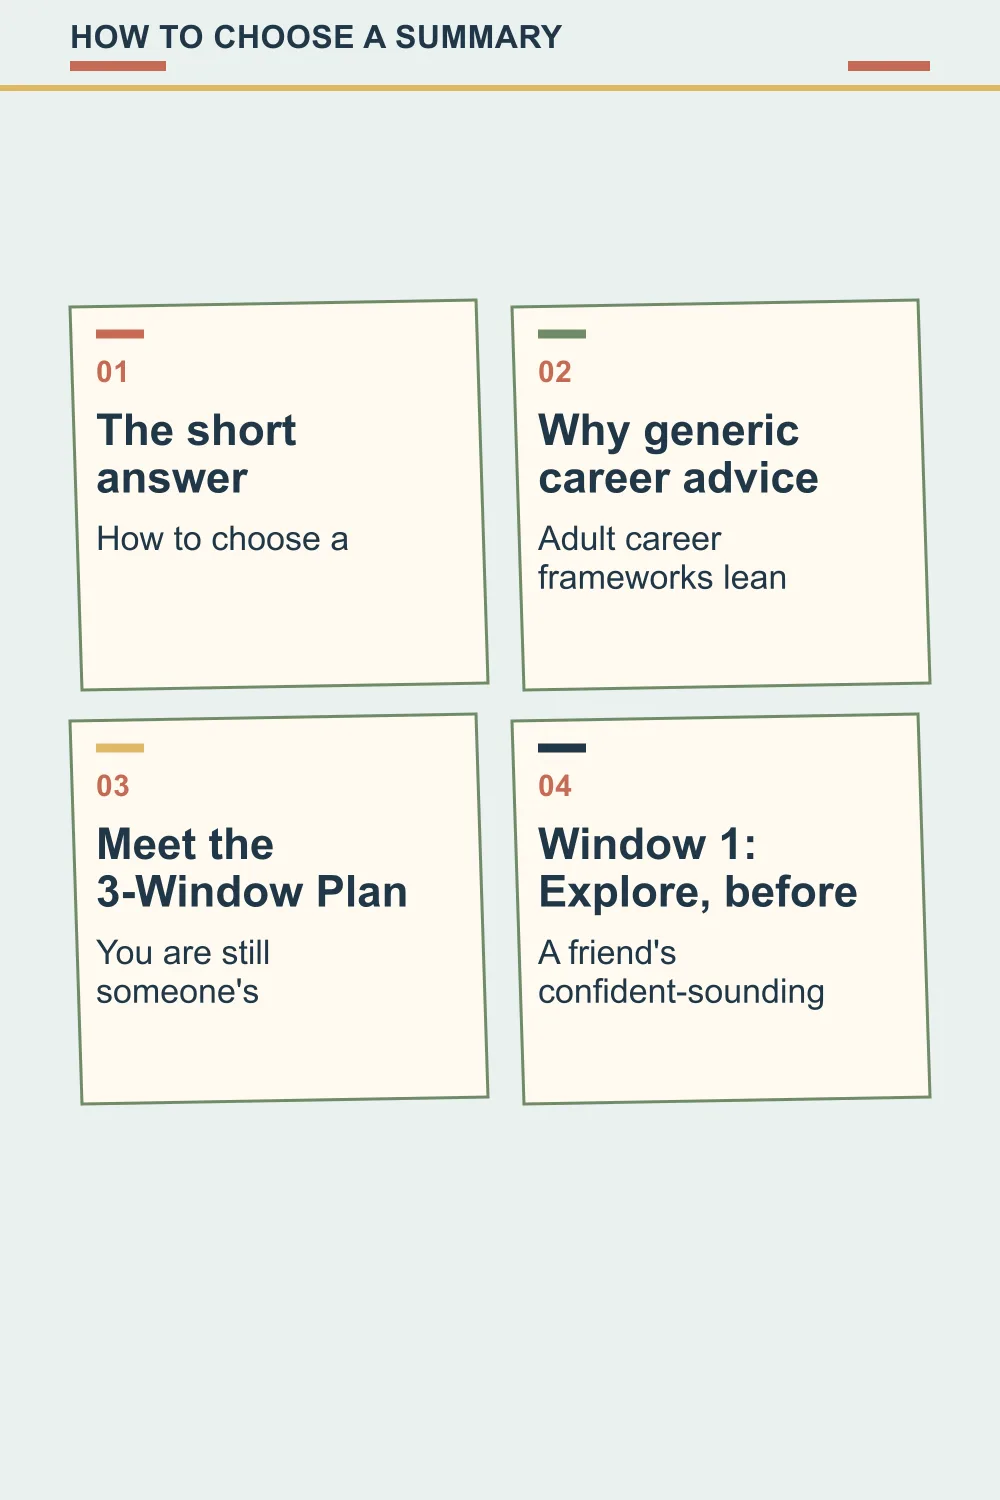 HOW TO CHOOSE A SUMMARY
01
The short
answer
How to choose a
02
Why generic
career advice
Adult career
frameworks lean
03
Meet the
3-Window Plan
You are still
someone's
04
Window 1:
Explore, before
A friend's
confident-sounding